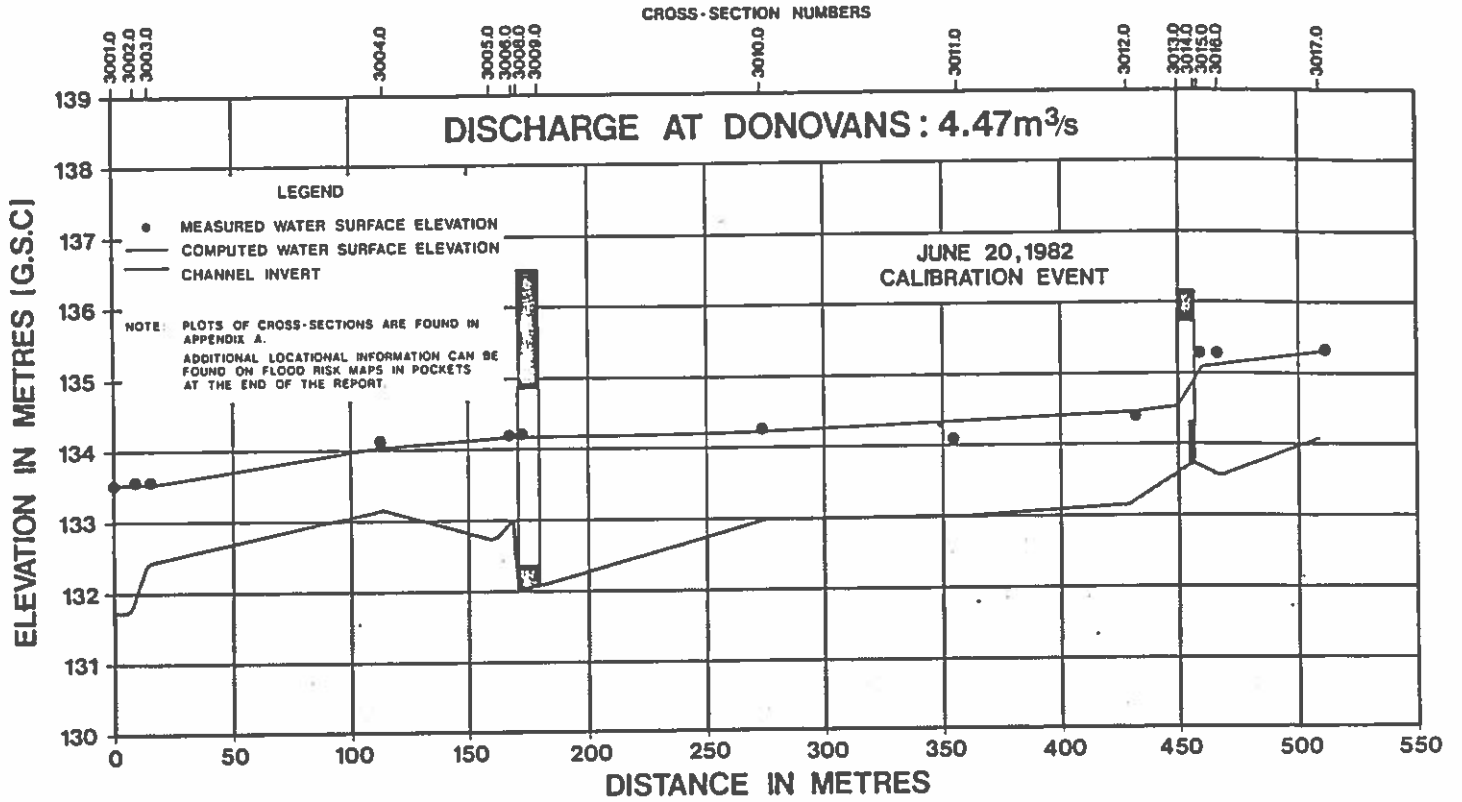 CROSS-SECTION NUMBERS
3001.0 3002.0 3003.0 3004.0 3005.0 3006.0 3008.0 3009.0 3010.0 3011.0 3012.0 3013.0 3014.0 3015.0 3016.0 3017.0
DISCHARGE AT DONOVANS: 4.47m³/s
LEGEND
MEASURED WATER SURFACE ELEVATION
COMPUTED WATER SURFACE ELEVATION
CHANNEL INVERT
NOTE: PLOTS OF CROSS-SECTIONS ARE FOUND IN
APPENDIX A.
ADDITIONAL LOCATIONAL INFORMATION CAN BE
FOUND ON FLOOD RISK MAPS IN POCKETS
AT THE END OF THE REPORT.
JUNE 20,1982
CALIBRATION EVENT
ELEVATION IN METRES [G.S.C]
139
138
137
136
135
134
133
132
131
130
0 50 100 150 200 250 300 350 400 450 500 550
DISTANCE IN METRES